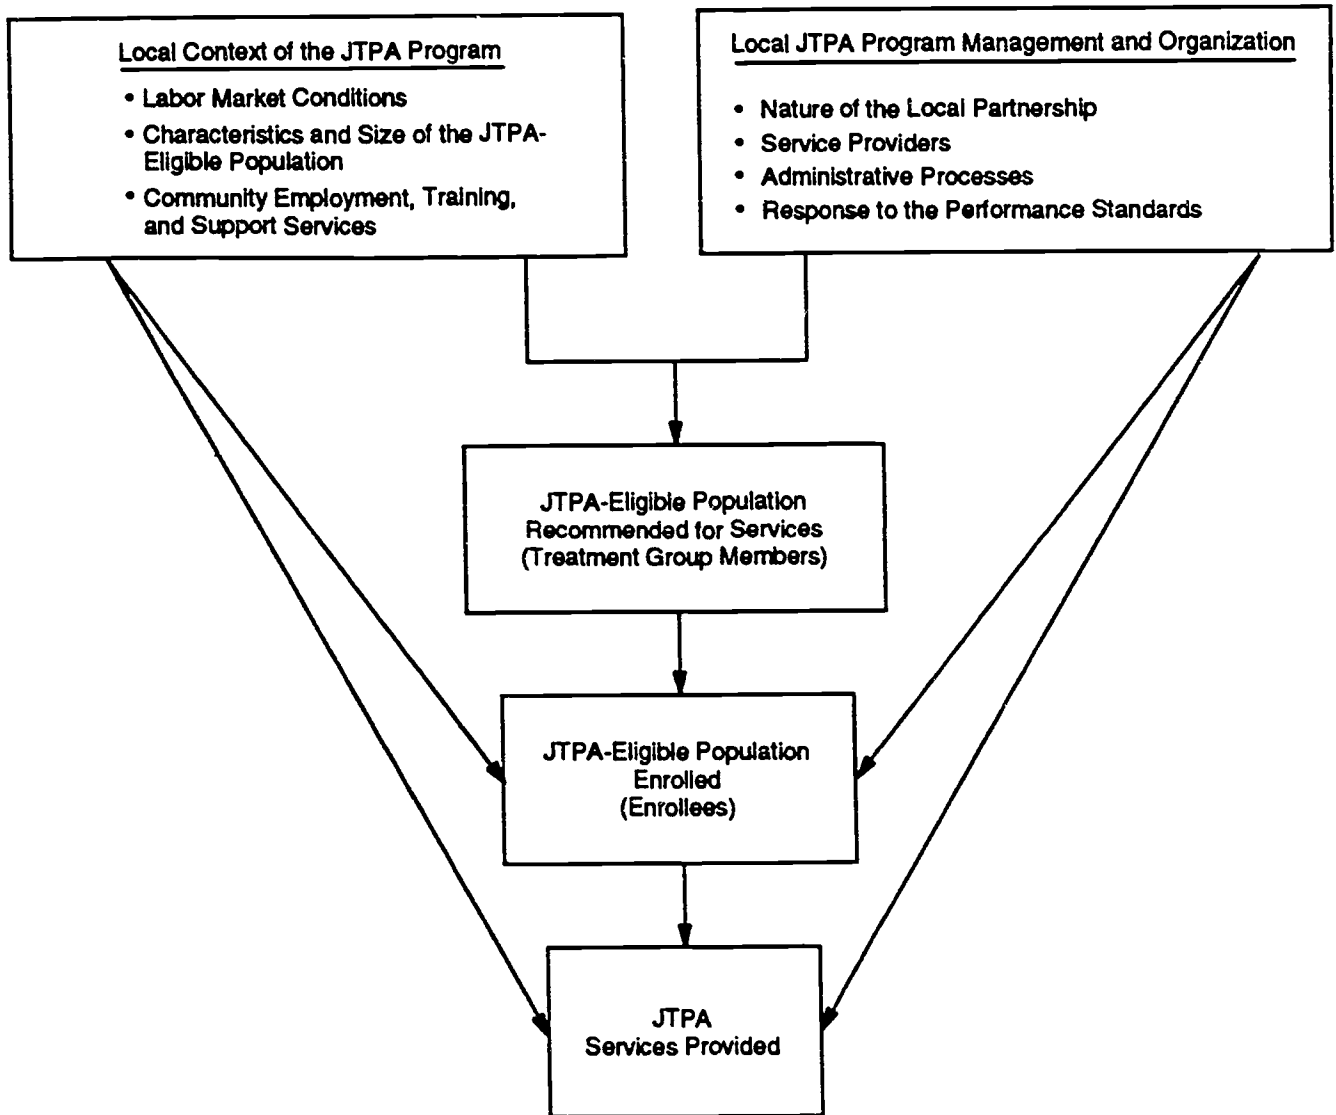 Local Context of the JTPA Program
• Labor Market Conditions
• Characteristics and Size of the JTPA-
Eligible Population
• Community Employment, Training,
and Support Services
Local JTPA Program Management and Organization
• Nature of the Local Partnership
• Service Providers
• Administrative Processes
• Response to the Performance Standards
JTPA-Eligible Population
Recommended for Services
(Treatment Group Members)
JTPA-Eligible Population
Enrolled
(Enrollees)
JTPA
Services Provided